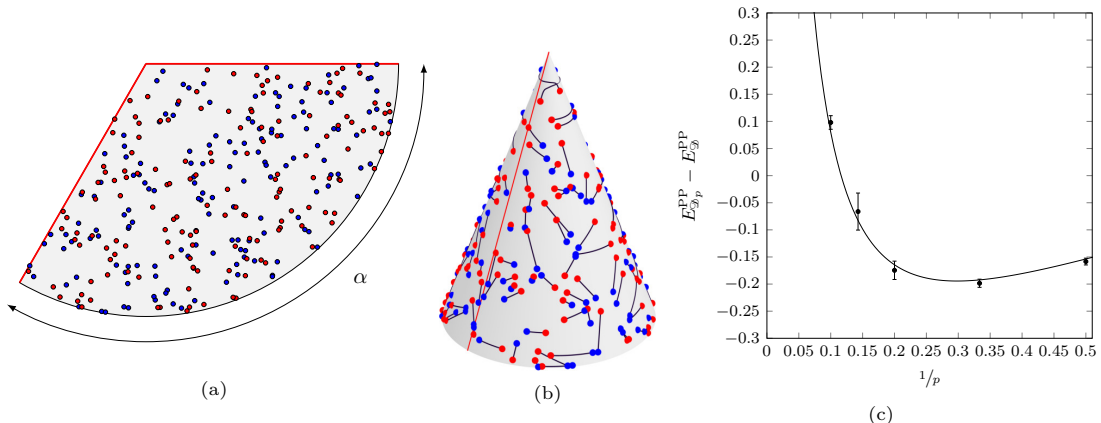 α
(a)
(b)
0.3
0.25
0.2
0.15
0.1
0.05
0
−0.05
−0.1
−0.15
−0.2
−0.25
−0.3
E^{PP}_{𝒟_p} − E^{PP}_{𝒟}
0 0.05 0.1 0.15 0.2 0.25 0.3 0.35 0.4 0.45 0.5
1/p
(c)